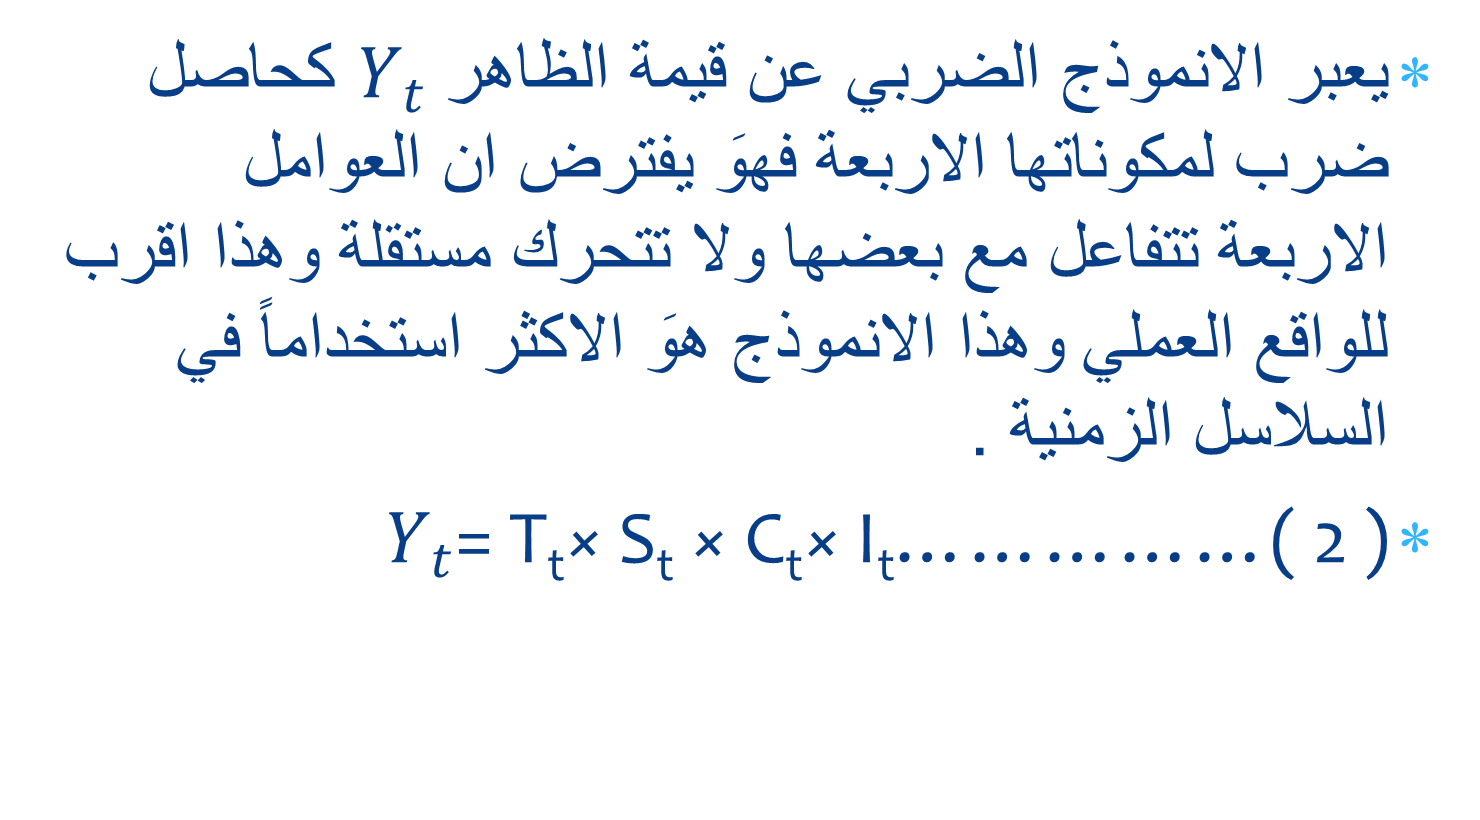 * يعبر الانموذج الضربي عن قيمة الظاهر Yt كحاصل
ضرب لمكوناتها الاربعة فهوَ يفترض ان العوامل
الاربعة تتفاعل مع بعضها ولا تتحرك مستقلة وهذا اقرب
للواقع العملي وهذا الانموذج هوَ الاكثر استخداماً في
السلاسل الزمنية .
* Yt= Tt× St × Ct× It……………( 2 )